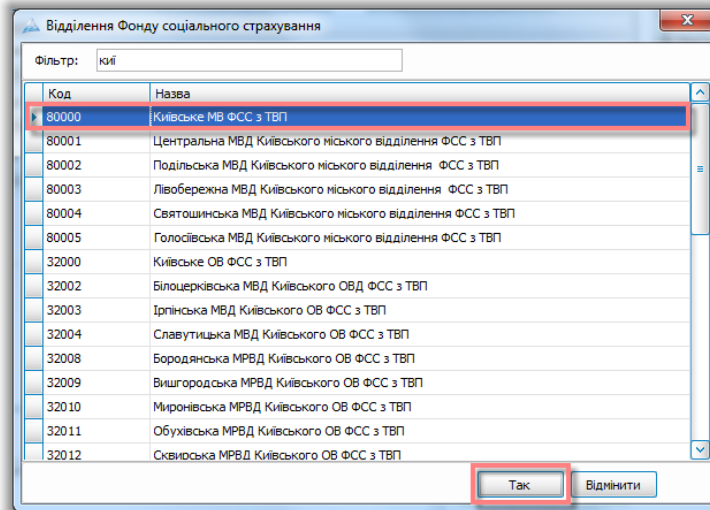 Відділення Фонду соціального страхування
Фільтр: киї
Код Назва
80000 Київське МВ ФСС з ТВП
80001 Центральна МВД Київського міського відділення ФСС з ТВП
80002 Подільська МВД Київського міського відділення ФСС з ТВП
80003 Лівобережна МВД Київського міського відділення ФСС з ТВП
80004 Святошинська МВД Київського міського відділення ФСС з ТВП
80005 Голосіївська МВД Київського міського відділення ФСС з ТВП
32000 Київське ОВ ФСС з ТВП
32002 Білоцерківська МВД Київського ОВД ФСС з ТВП
32003 Ірпінська МВД Київського ОВ ФСС з ТВП
32004 Славутицька МВД Київського ОВ ФСС з ТВП
32008 Бородянська МРВД Київського ОВ ФСС з ТВП
32009 Вишгородська МРВД Київського ОВ ФСС з ТВП
32010 Миронівська МРВД Київського ОВ ФСС з ТВП
32011 Обухівська МРВД Київського ОВ ФСС з ТВП
32012 Сквирська МРВД Київського ОВ ФСС з ТВП
Так Відмінити